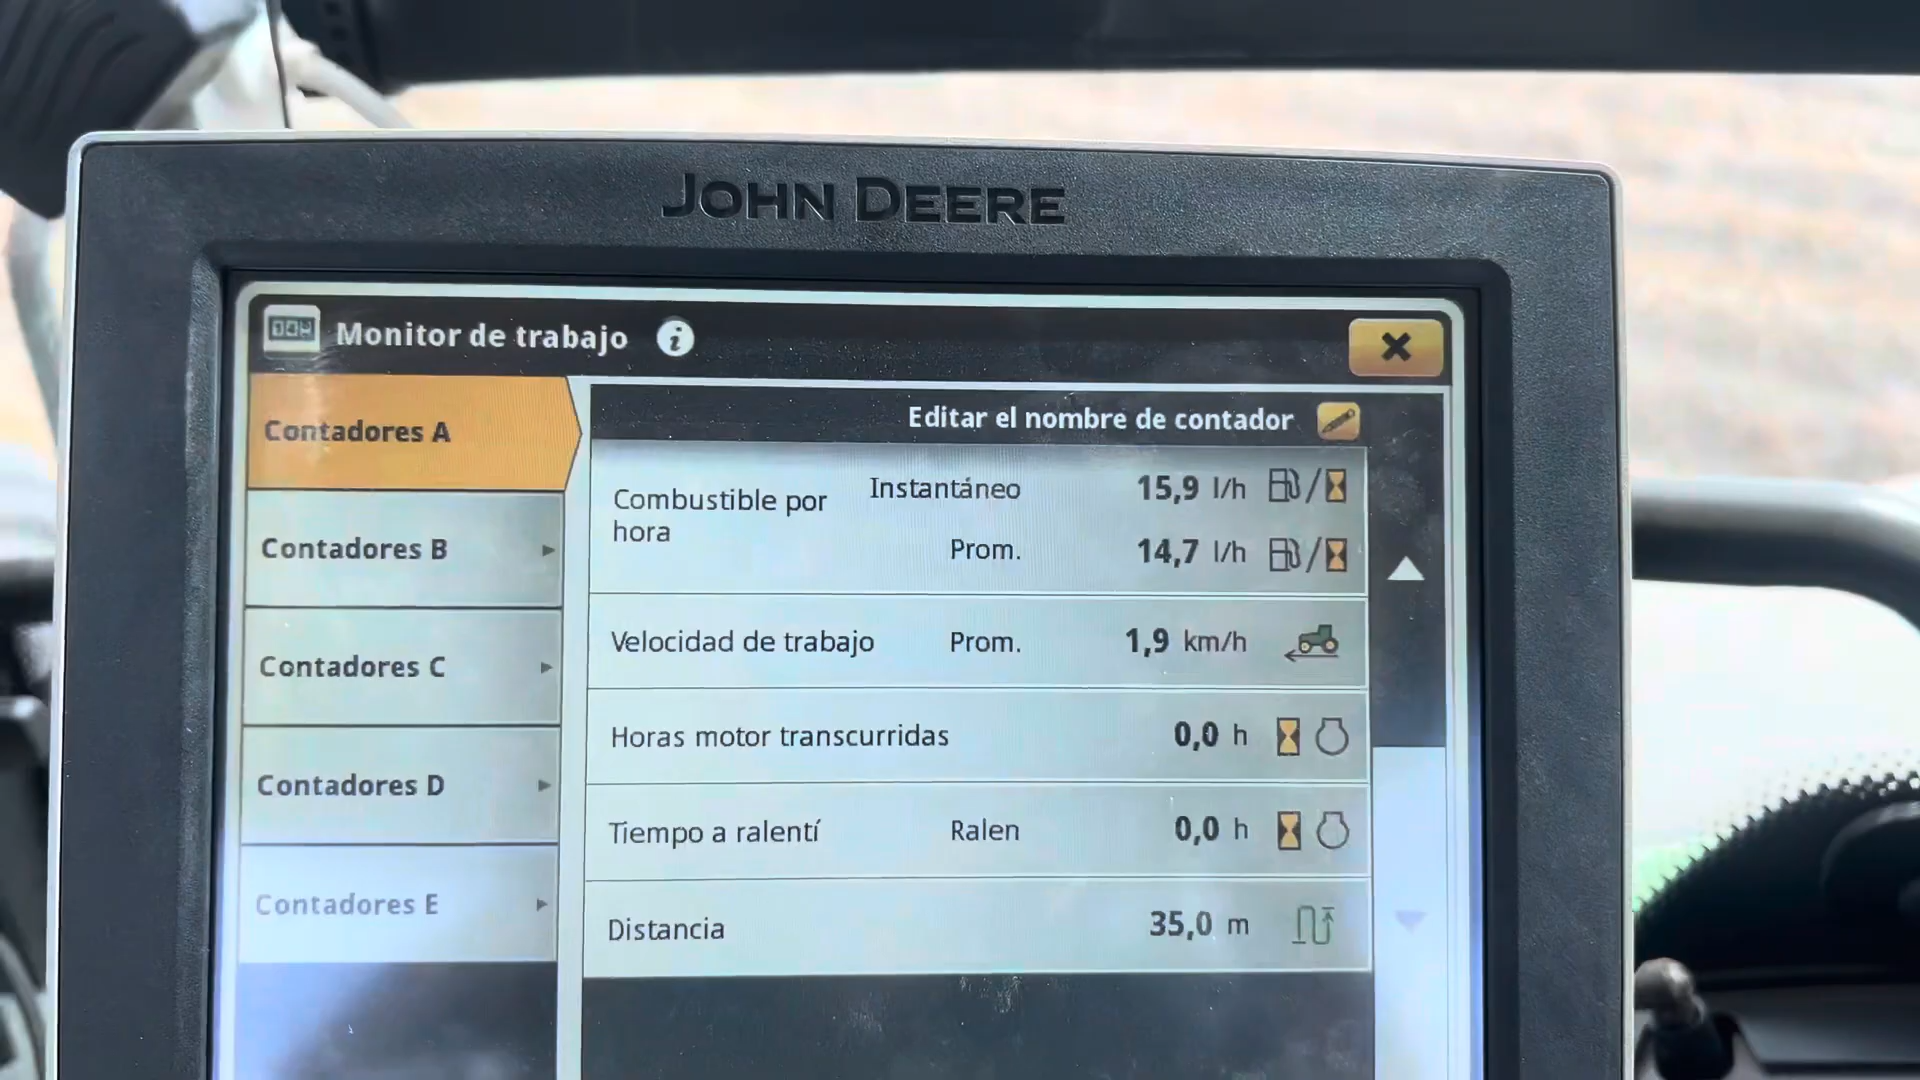 JOHN DEERE
Monitor de trabajo
Contadores A
Contadores B
Contadores C
Contadores D
Contadores E
Editar el nombre de contador
Combustible por hora Instantáneo 15,9 l/h
Prom. 14,7 l/h
Velocidad de trabajo Prom. 1,9 km/h
Horas motor transcurridas 0,0 h
Tiempo a ralentí Ralen 0,0 h
Distancia 35,0 m